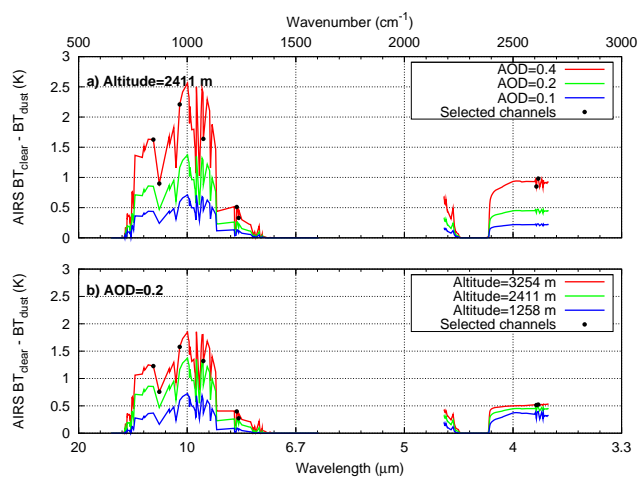 Wavenumber (cm⁻¹)
500 1000 1500 2000 2500 3000
AIRS BT_clear - BT_dust (K)
3
2.5
2
1.5
1
0.5
0
a) Altitude=2411 m
AOD=0.4
AOD=0.2
AOD=0.1
Selected channels
AIRS BT_clear - BT_dust (K)
3
2.5
2
1.5
1
0.5
0
b) AOD=0.2
Altitude=3254 m
Altitude=2411 m
Altitude=1258 m
Selected channels
20 10 6.7 5 4 3.3
Wavelength (μm)